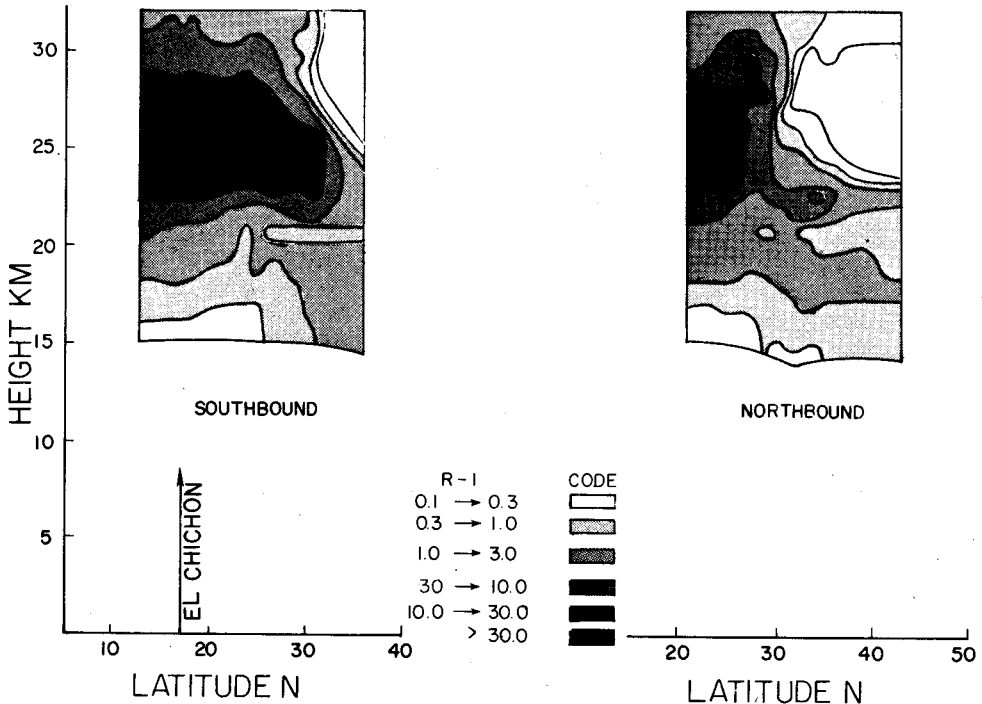 HEIGHT KM
30
25
20
15
10
5
SOUTHBOUND
NORTHBOUND
EL CHICHON
R-1
CODE
0.1 → 0.3
0.3 → 1.0
1.0 → 3.0
30 → 10.0
10.0 → 30.0
> 30.0
10
20
30
40
LATITUDE N
20
30
40
50
LATITUDE N